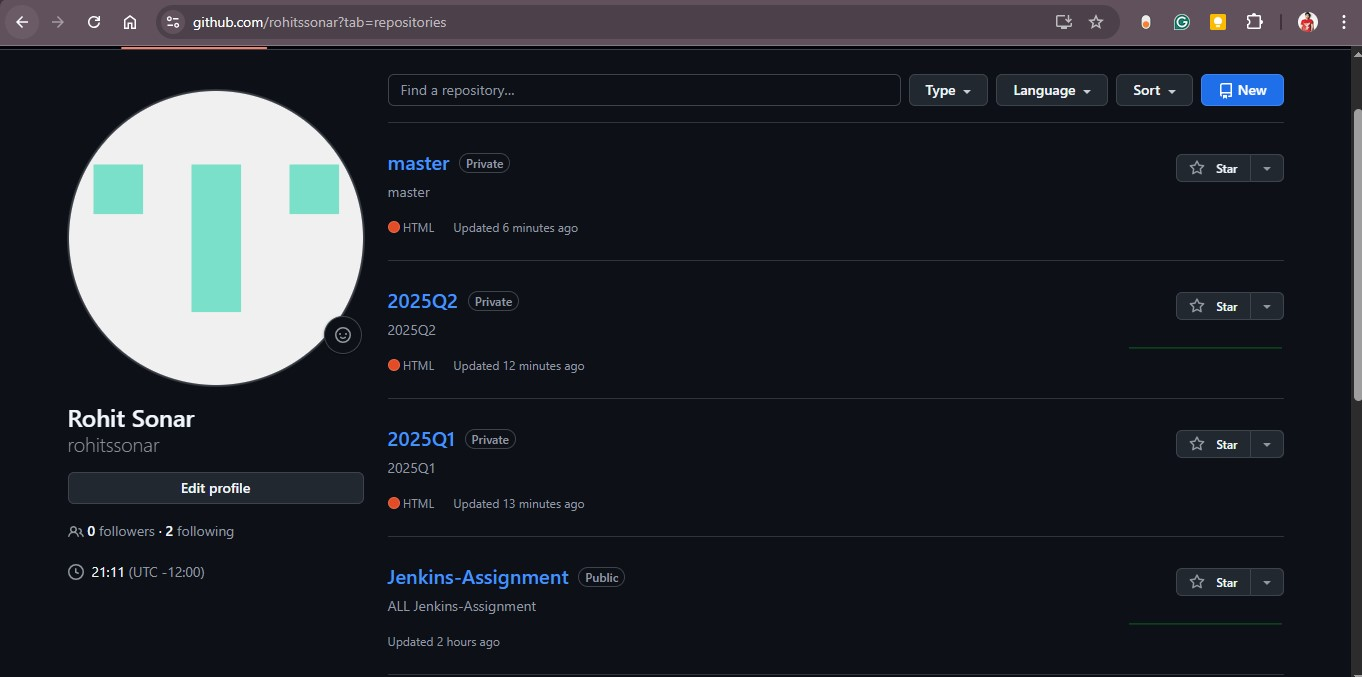 github.com/rohitssonar?tab=repositories
Find a repository...
Type
Language
Sort
New
master Private
Star
master
HTML Updated 6 minutes ago
2025Q2 Private
Star
2025Q2
HTML Updated 12 minutes ago
2025Q1 Private
Star
2025Q1
HTML Updated 13 minutes ago
Jenkins-Assignment Public
Star
ALL Jenkins-Assignment
Updated 2 hours ago
Rohit Sonar
rohitssonar
Edit profile
0 followers · 2 following
21:11 (UTC -12:00)